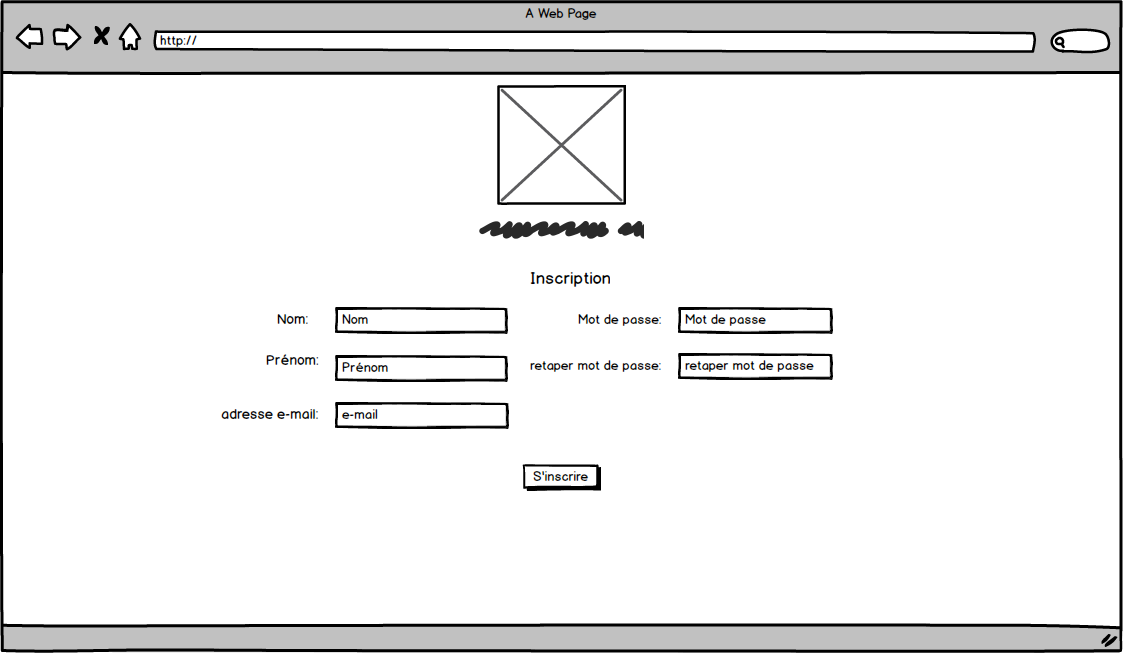 A Web Page
http://
Inscription
Nom: Nom
Mot de passe: Mot de passe
Prénom: Prénom
retaper mot de passe: retaper mot de passe
adresse e-mail: e-mail
S'inscrire